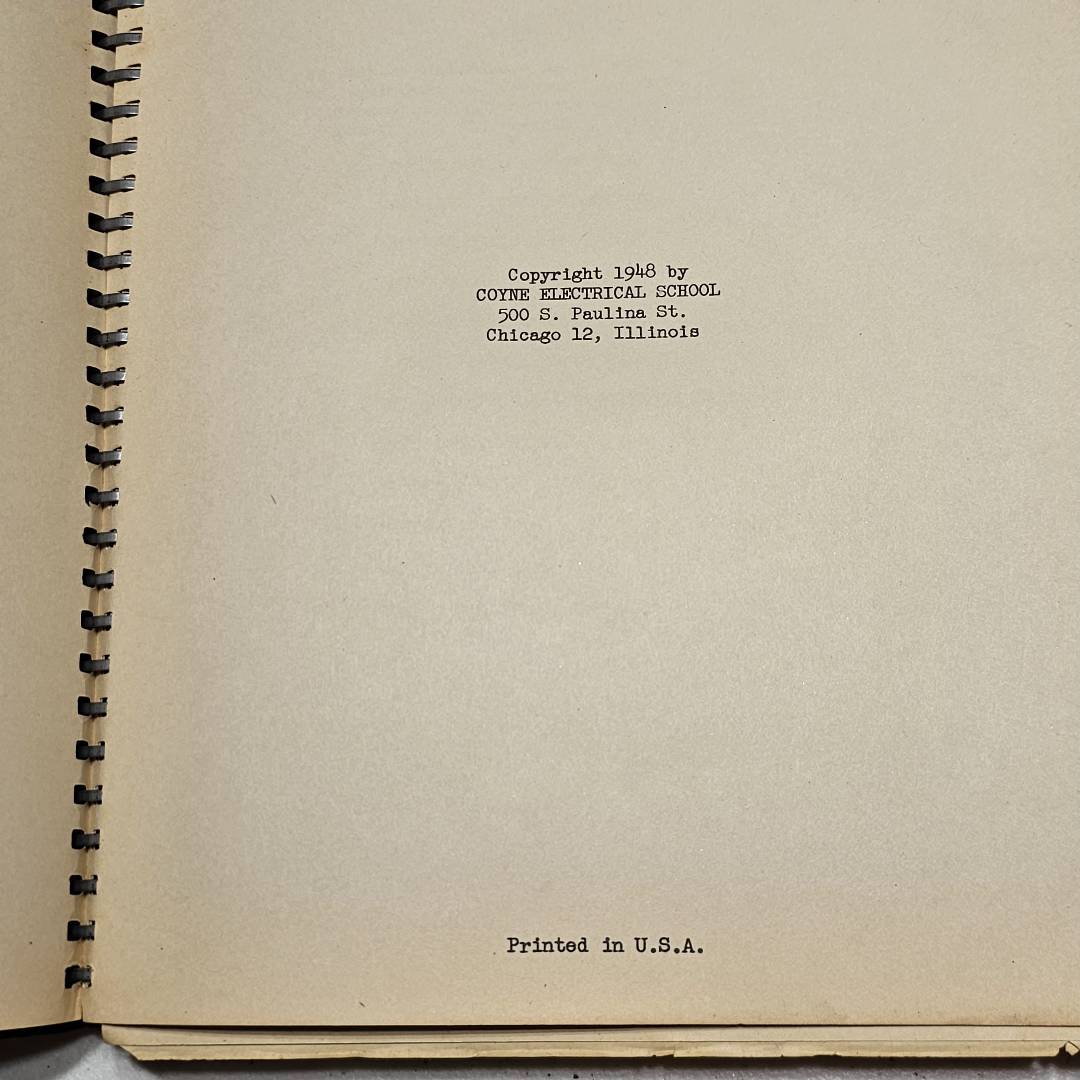 Copyright 1948 by
COYNE ELECTRICAL SCHOOL
500 S. Paulina St.
Chicago 12, Illinois
Printed in U.S.A.